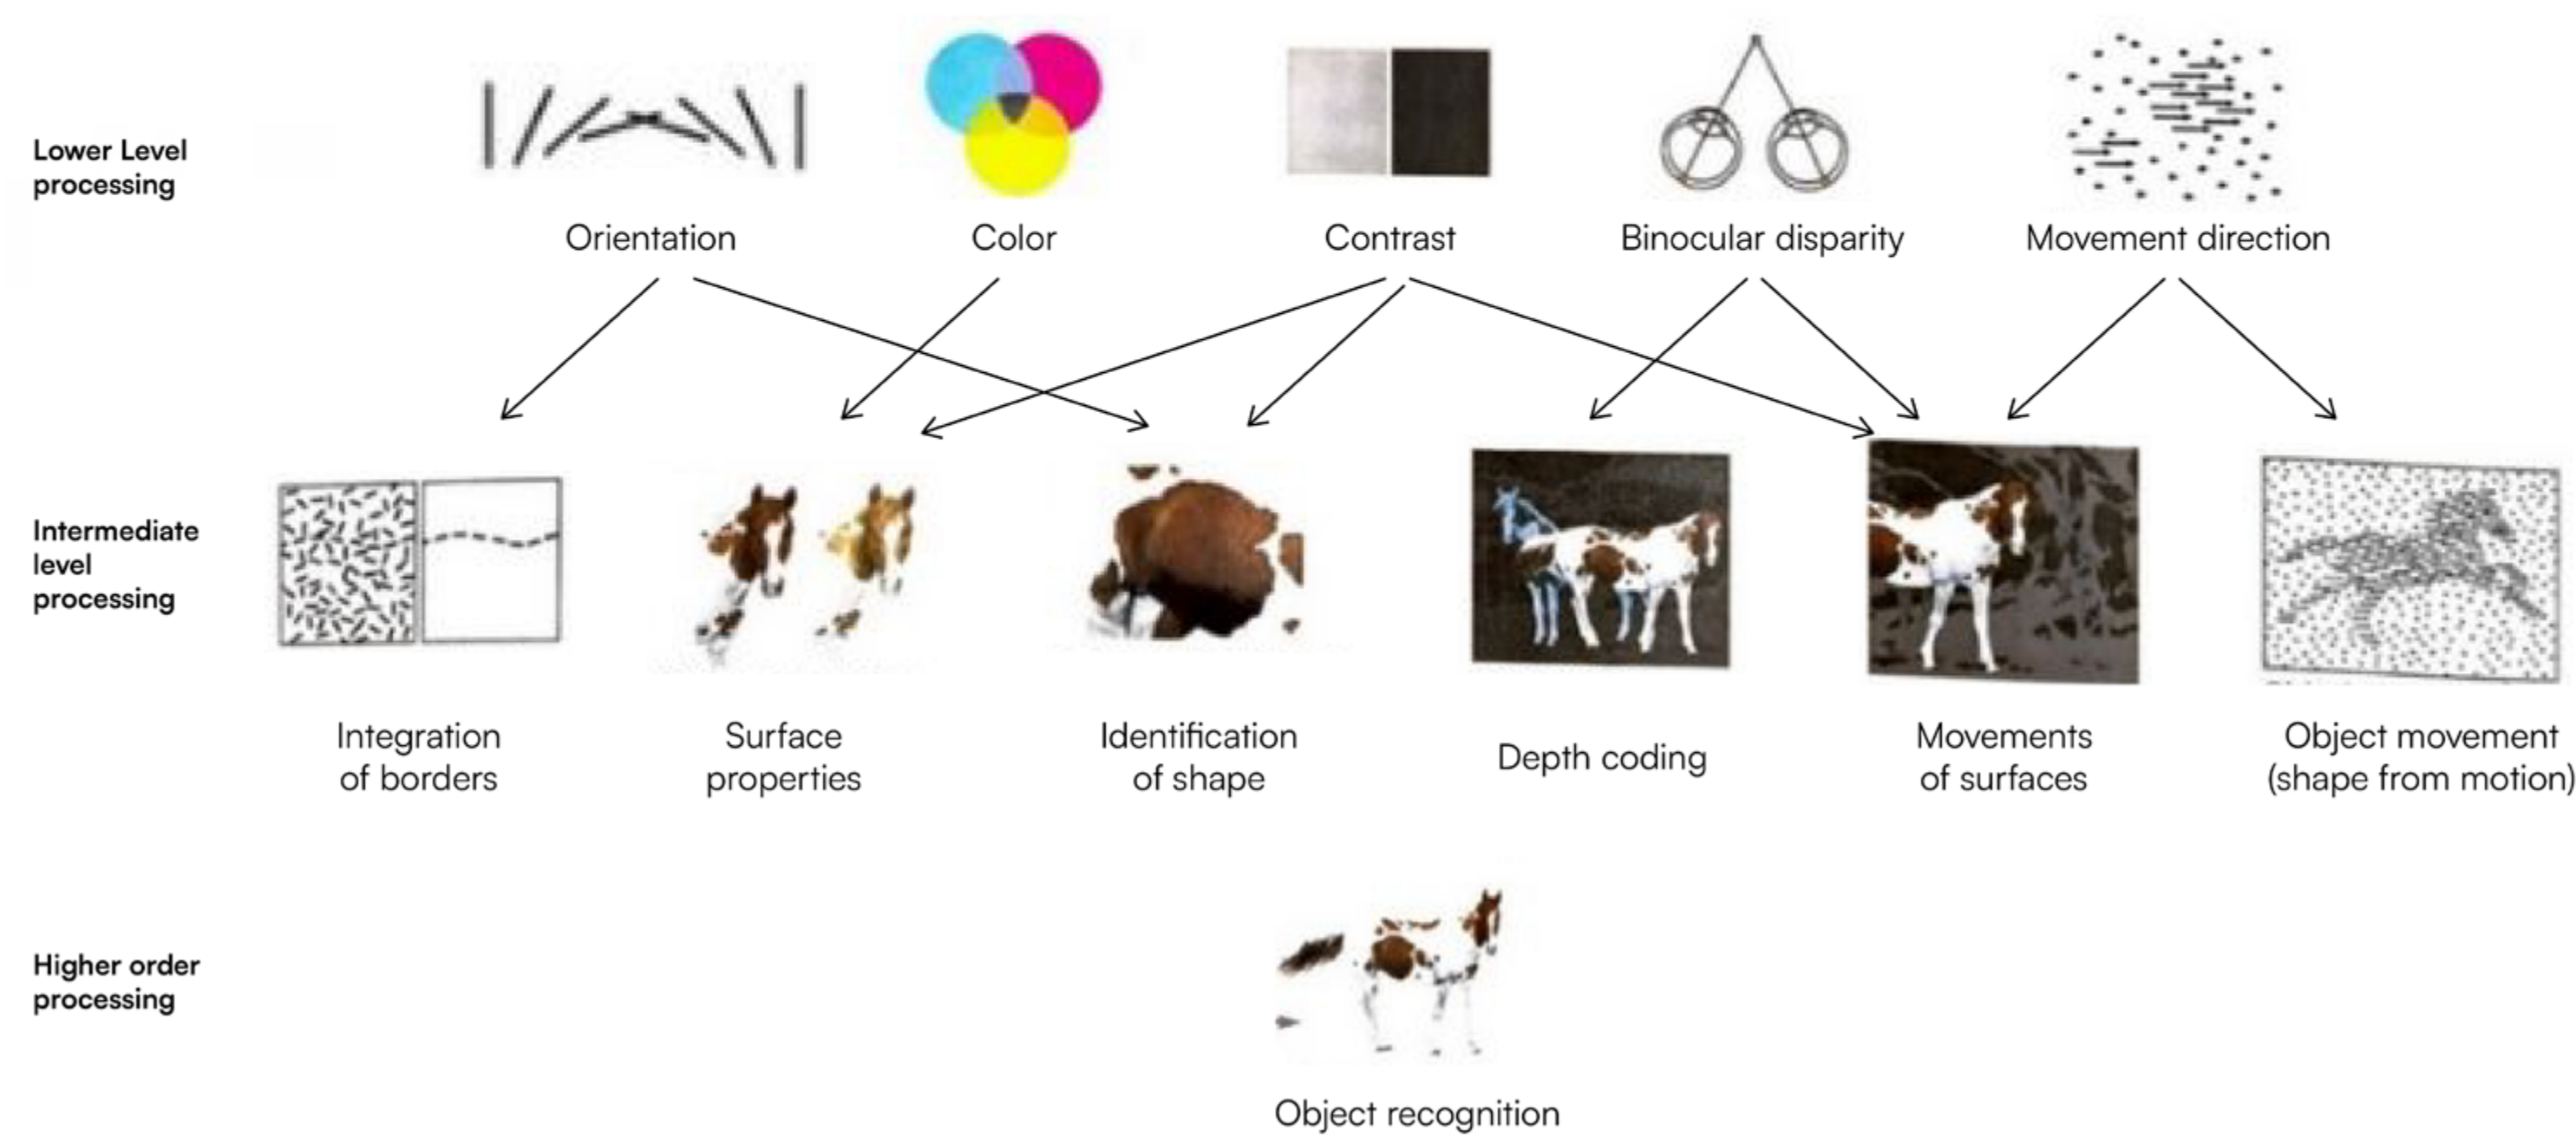 Lower Level
processing
Orientation
Color
Contrast
Binocular disparity
Movement direction
Intermediate
level
processing
Integration
of borders
Surface
properties
Identification
of shape
Depth coding
Movements
of surfaces
Object movement
(shape from motion)
Higher order
processing
Object recognition